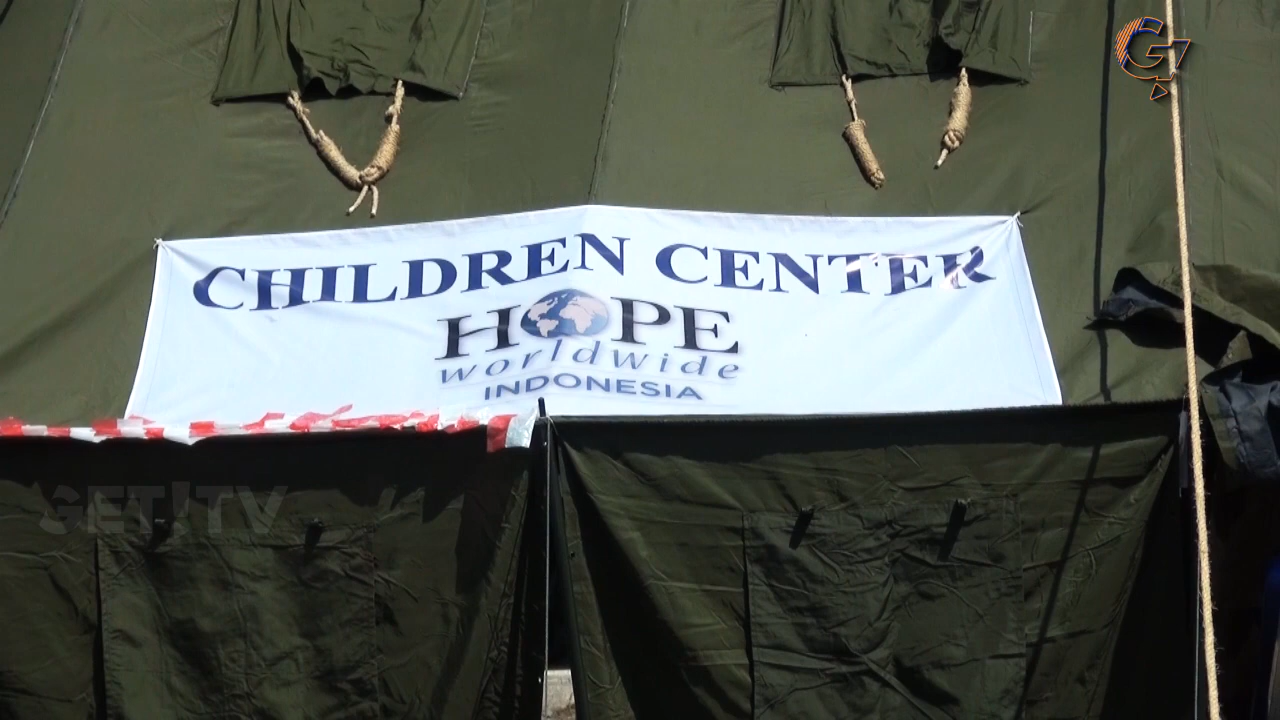 CHILDREN CENTER
HOPE
worldwide
INDONESIA
GET!TV